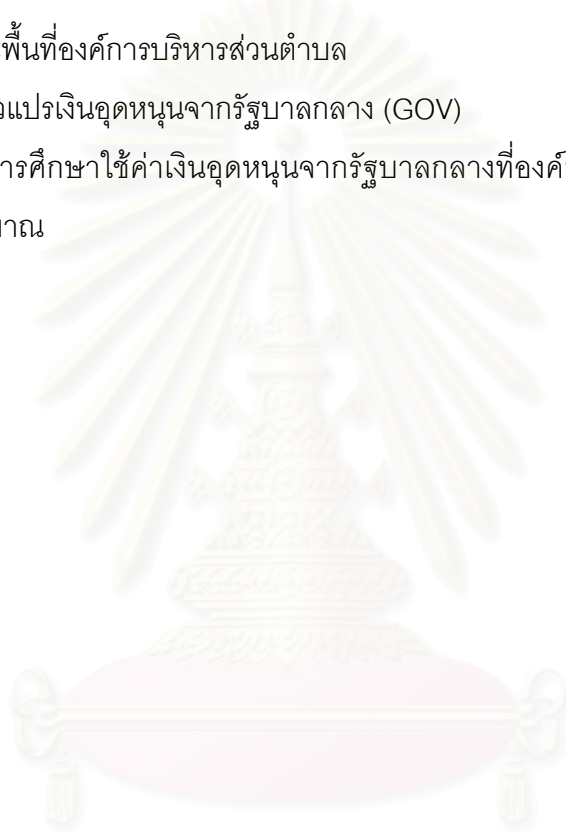 พื้นที่องค์การบริหารส่วนตำบล
แปรเงินอุดหนุนจากรัฐบาลกลาง (GOV)
ารศึกษาใช้ค่าเงินอุดหนุนจากรัฐบาลกลางที่องค์
าณ